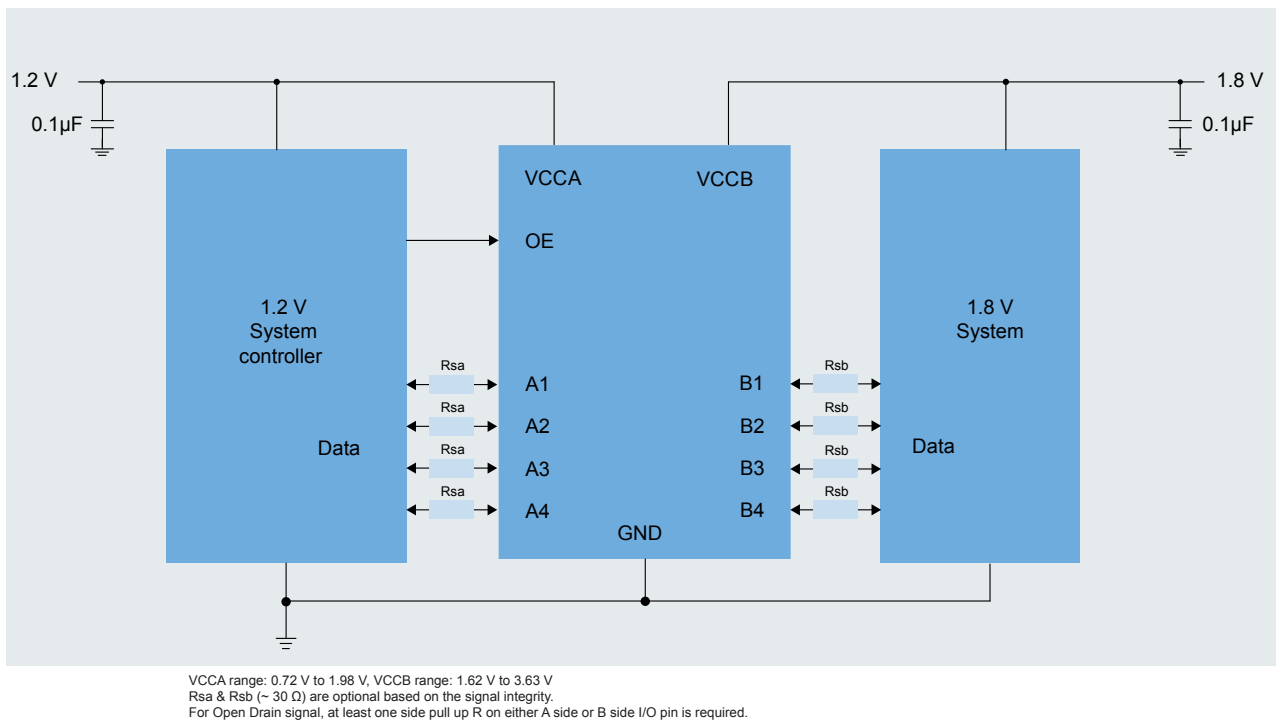 1.2 V
1.8 V
0.1µF
0.1µF
VCCA
VCCB
OE
1.2 V
System
controller
1.8 V
System
Rsa
A1
B1
Rsb
Rsa
A2
B2
Rsb
Data
Data
Rsa
A3
B3
Rsb
Rsa
A4
B4
Rsb
GND
VCCA range: 0.72 V to 1.98 V, VCCB range: 1.62 V to 3.63 V
Rsa & Rsb (~ 30 Ω) are optional based on the signal integrity.
For Open Drain signal, at least one side pull up R on either A side or B side I/O pin is required.